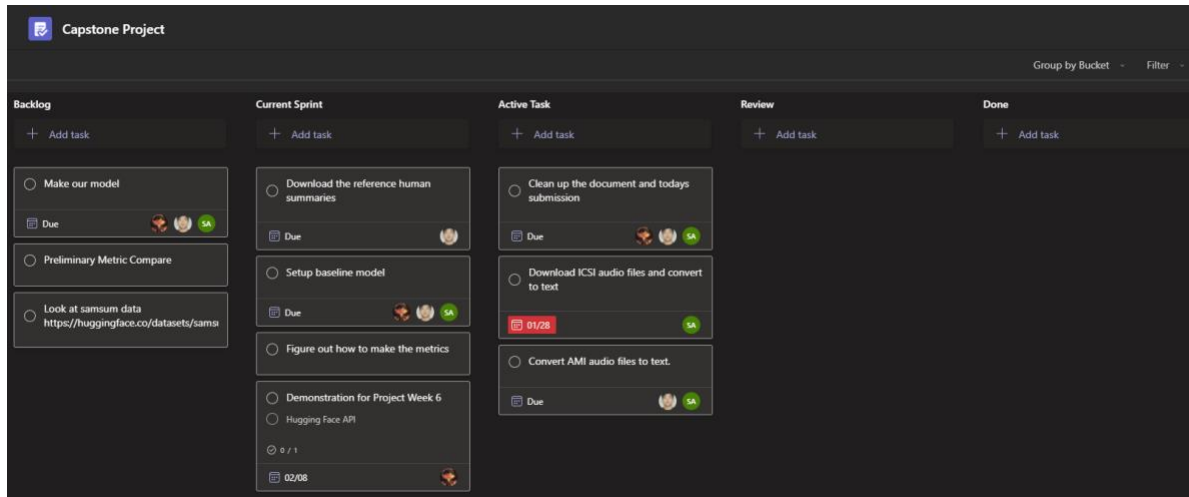 Capstone Project
Group by Bucket
Filter
Backlog
Add task
Make our model
Due
SA
Preliminary Metric Compare
Look at samsum data
https://huggingface.co/datasets/samsu
Current Sprint
Add task
Download the reference human
summaries
Due
Setup baseline model
Due
SA
Figure out how to make the metrics
Demonstration for Project Week 6
Hugging Face API
0 / 1
02/08
Active Task
Add task
Clean up the document and todays
submission
Due
SA
Download ICSI audio files and convert
to text
01/28
SA
Convert AMI audio files to text.
Due
SA
Review
Add task
Done
Add task